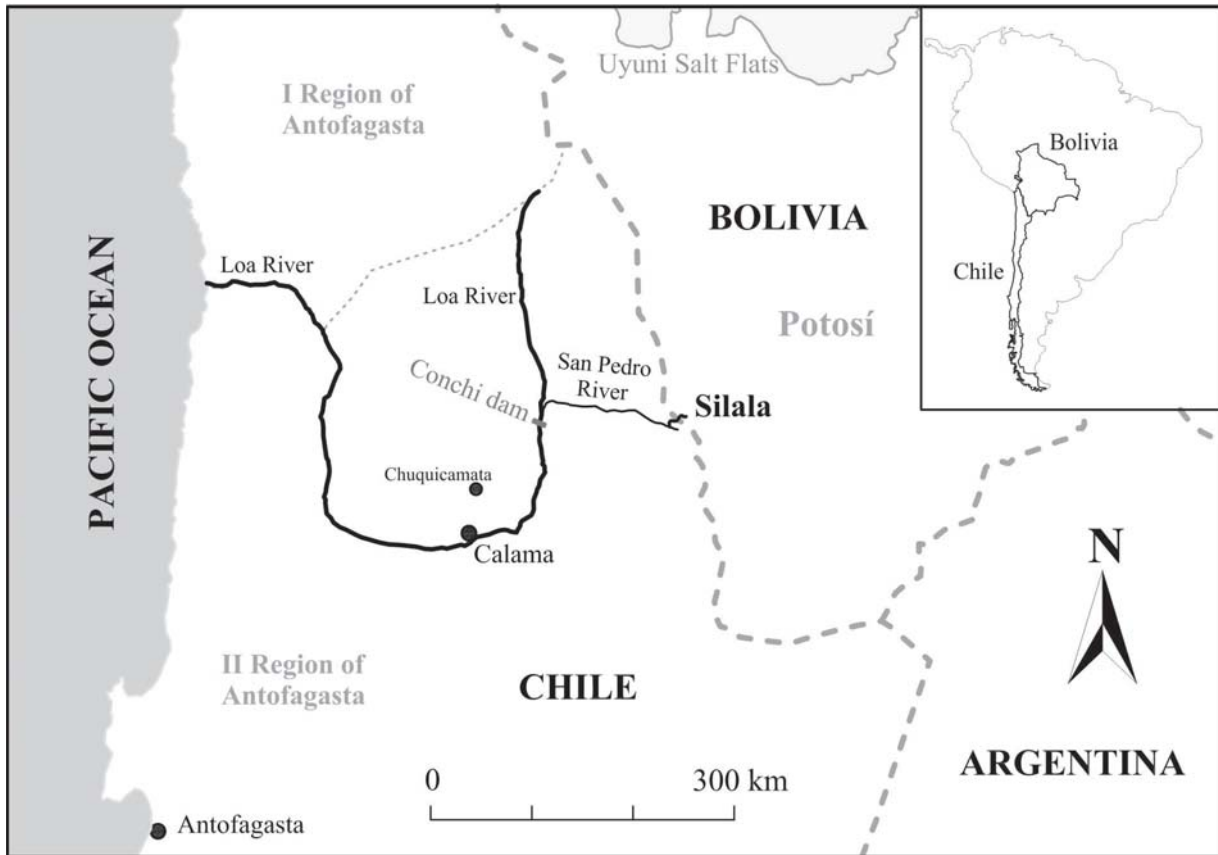 Uyuni Salt Flats
I Region of
Antofagasta
Bolivia
BOLIVIA
Loa River
Chile
Loa River
PACIFIC OCEAN
Potosí
San Pedro
River
Conchi dam
Silala
Chuquicamata
Calama
N
II Region of
Antofagasta
CHILE
ARGENTINA
0 300 km
Antofagasta